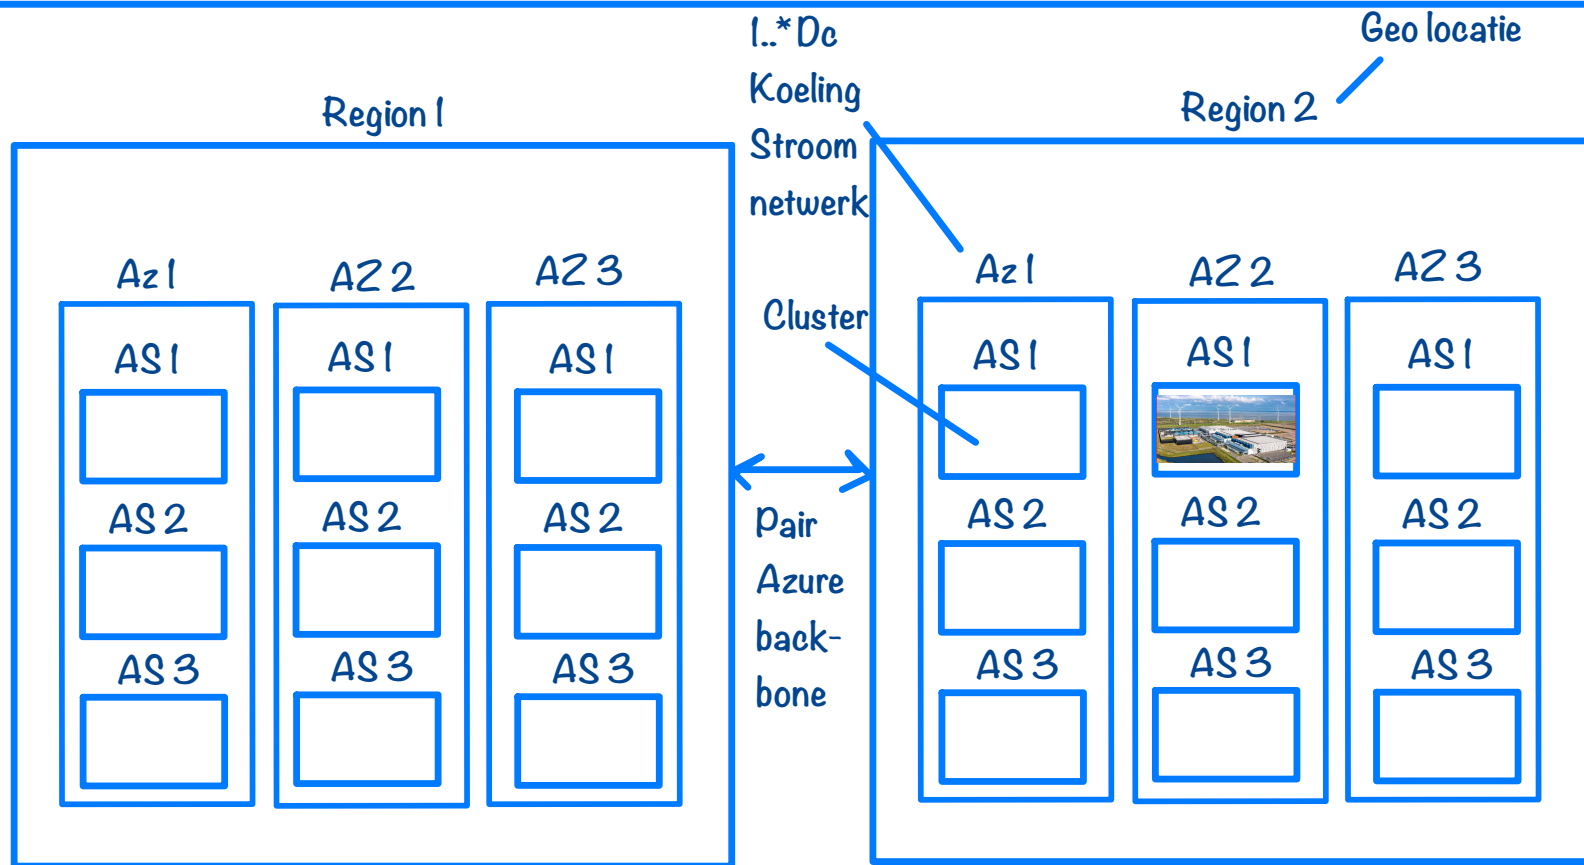 1..* Dc
Koeling
Stroom
netwerk
Geo locatie
Region 1
Region 2
Az 1
AZ 2
AZ 3
AS 1
AS 1
AS 1
AS 2
AS 2
AS 2
AS 3
AS 3
AS 3
Cluster
Pair
Azure
back-
bone
Az 1
AZ 2
AZ 3
AS 1
AS 1
AS 1
AS 2
AS 2
AS 2
AS 3
AS 3
AS 3